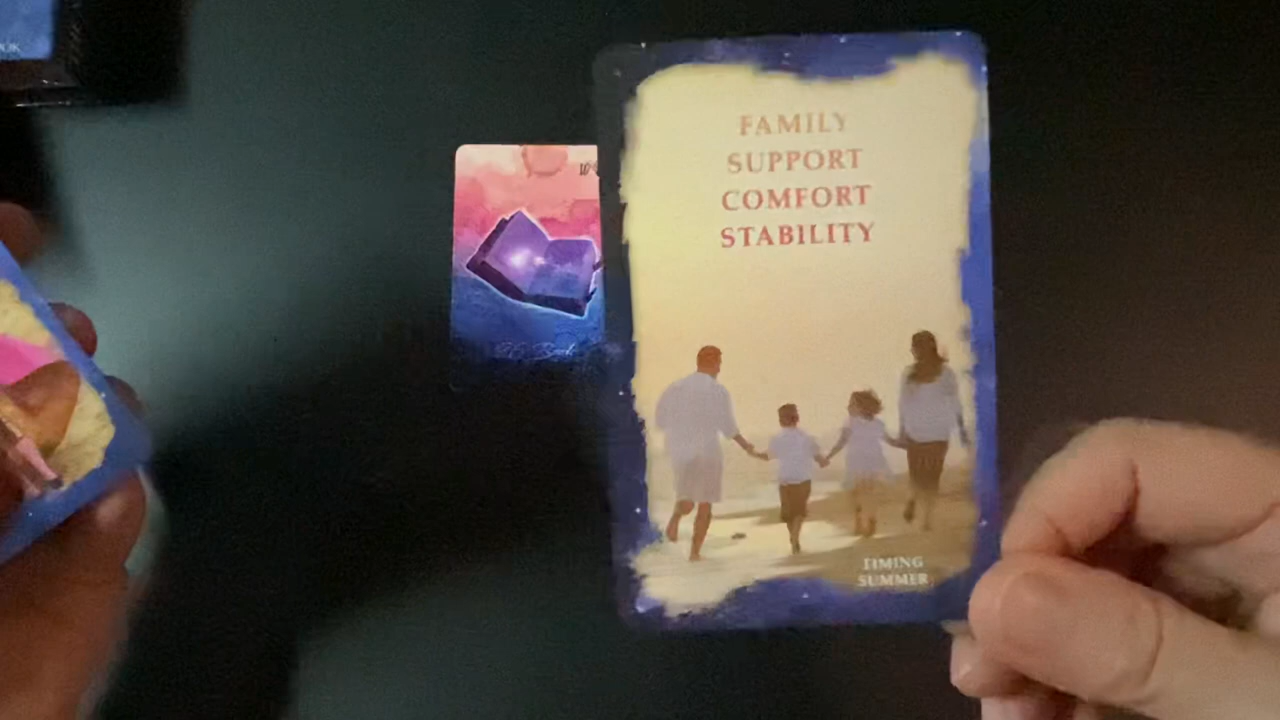 FAMILY
SUPPORT
COMFORT
STABILITY
TIMING
SUMMER